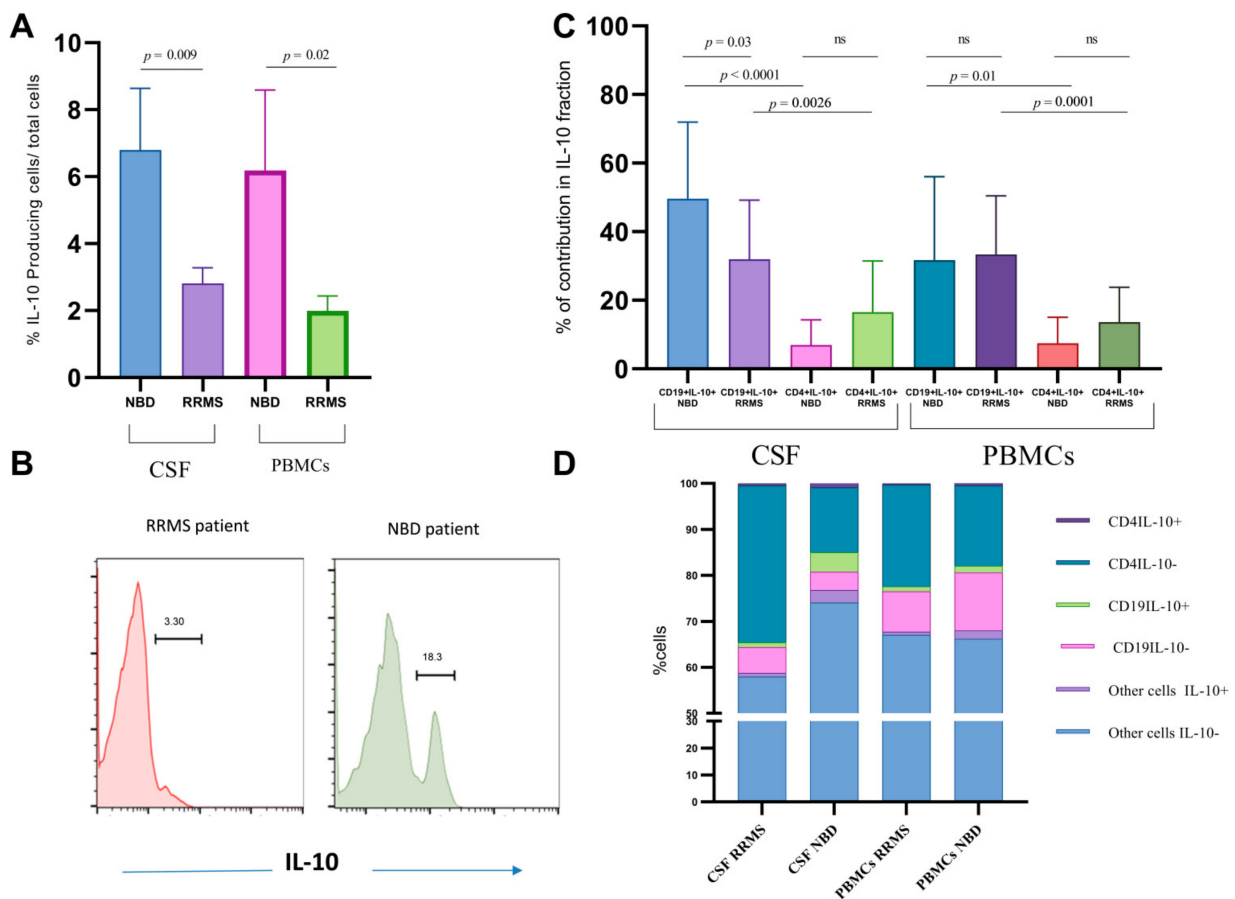 A
% IL-10 Producing cells/ total cells
10
8
6
4
2
0
p = 0.009
p = 0.02
NBD
RRMS
NBD
RRMS
CSF
PBMCs
B
RRMS patient
NBD patient
3.30
18.3
IL-10
C
% of contribution in IL-10 fraction
100
80
60
40
20
0
p = 0.03
ns
ns
ns
p < 0.0001
p = 0.01
p = 0.0026
p = 0.0001
CD19+IL-10+
NBD
CD19+IL-10+
RRMS
CD4+IL-10+
NBD
CD4+IL-10+
RRMS
CD19+IL-10+
NBD
CD19+IL-10+
RRMS
CD4+IL-10+
NBD
CD4+IL-10+
RRMS
CSF
PBMCs
D
%cells
100
90
80
70
60
50
30
20
10
0
CSF RRMS
CSF NBD
PBMCs RRMS
PBMCs NBD
CD4IL-10+
CD4IL-10-
CD19IL-10+
CD19IL-10-
Other cells IL-10+
Other cells IL-10-